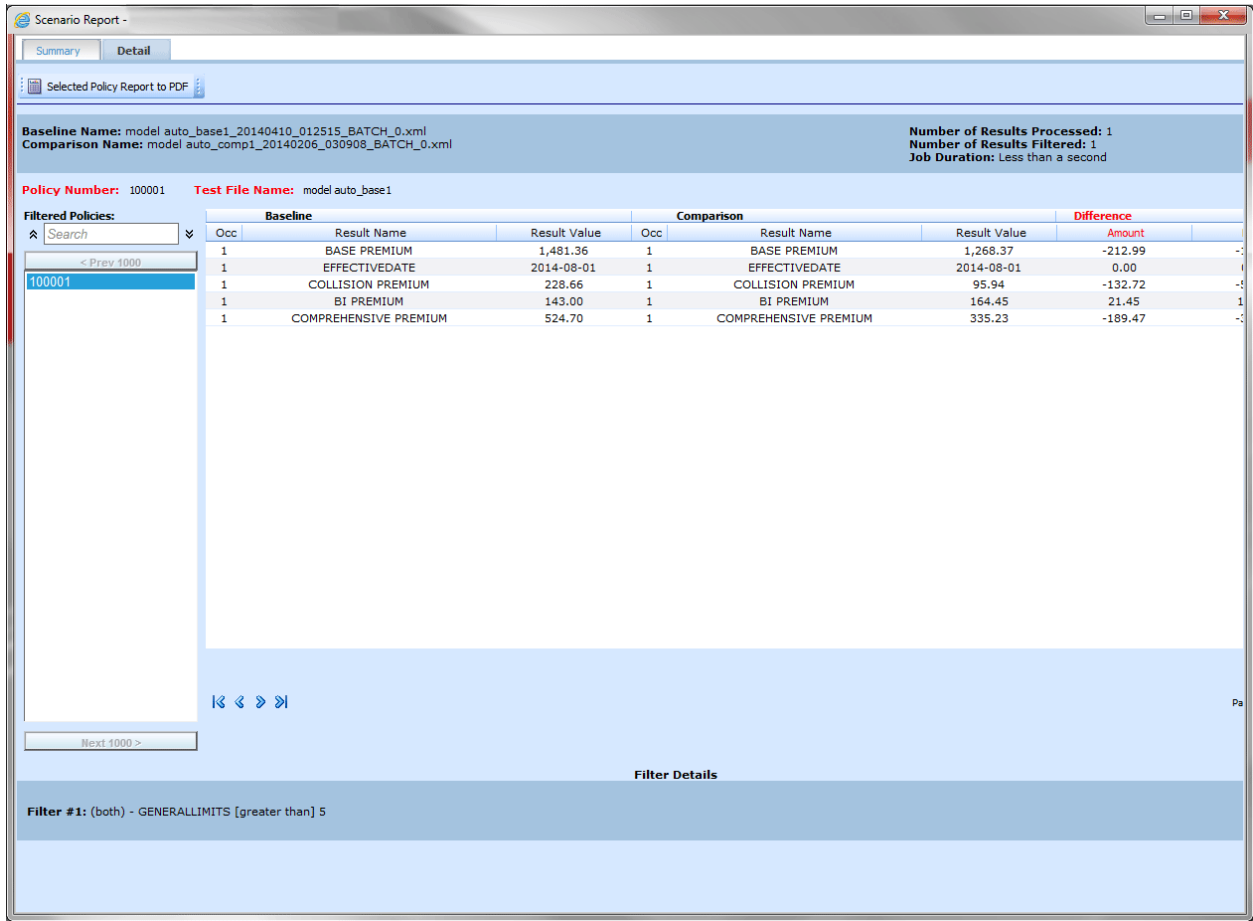 Scenario Report -
Summary Detail
Selected Policy Report to PDF
Baseline Name: model auto_base1_20140410_012515_BATCH_0.xml
Comparison Name: model auto_comp1_20140206_030908_BATCH_0.xml
Number of Results Processed: 1
Number of Results Filtered: 1
Job Duration: Less than a second
Policy Number: 100001 Test File Name: model auto_base1
Filtered Policies:
Search
< Prev 1000
100001
Next 1000 >
Baseline Comparison Difference
Occ Result Name Result Value Occ Result Name Result Value Amount
1 BASE PREMIUM 1,481.36 1 BASE PREMIUM 1,268.37 -212.99
1 EFFECTIVEDATE 2014-08-01 1 EFFECTIVEDATE 2014-08-01 0.00
1 COLLISION PREMIUM 228.66 1 COLLISION PREMIUM 95.94 -132.72
1 BI PREMIUM 143.00 1 BI PREMIUM 164.45 21.45 1
1 COMPREHENSIVE PREMIUM 524.70 1 COMPREHENSIVE PREMIUM 335.23 -189.47
Pa
Filter Details
Filter #1: (both) - GENERALLIMITS [greater than] 5